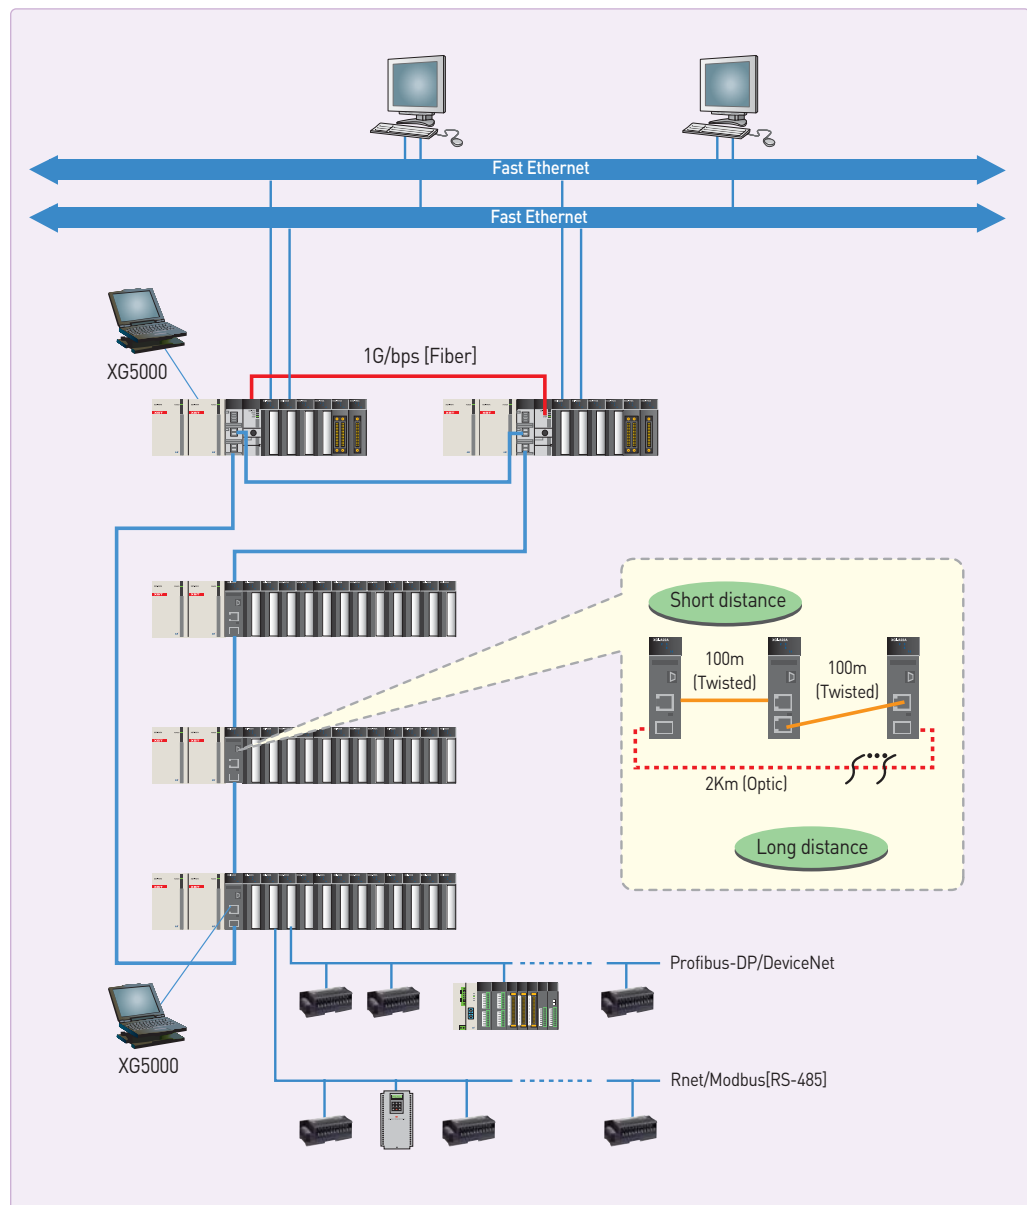 Fast Ethernet
Fast Ethernet
XG5000
1G/bps [Fiber]
Short distance
100m
(Twisted)
100m
(Twisted)
2Km (Optic)
Long distance
Profibus-DP/DeviceNet
XG5000
Rnet/Modbus[RS-485]